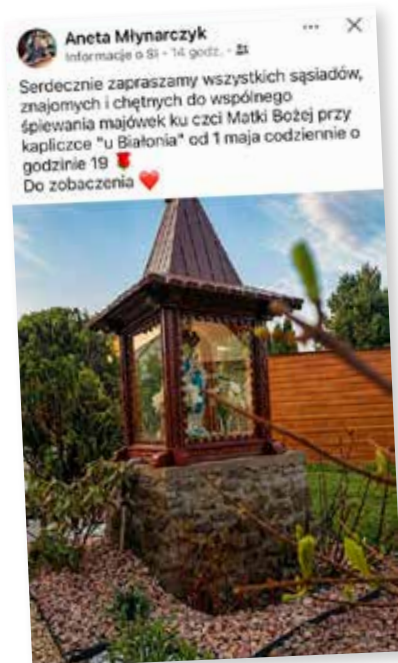 Aneta Młynarczyk
Informacje o Si · 14 godz. ·
Serdecznie zapraszamy wszystkich sąsiadów,
znajomych i chętnych do wspólnego
śpiewania majówek ku czci Matki Bożej przy
kapliczce "u Białonia" od 1 maja codziennie o
godzinie 19 🌹
Do zobaczenia ❤️